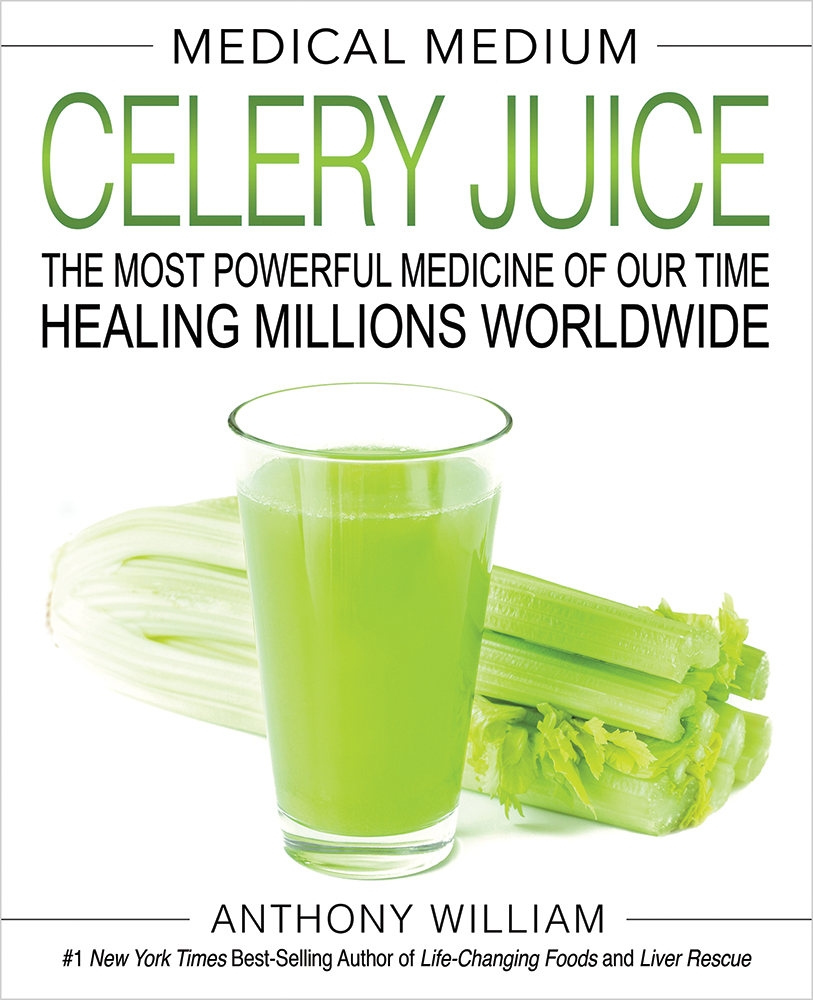 MEDICAL MEDIUM
CELERY JUICE
THE MOST POWERFUL MEDICINE OF OUR TIME
HEALING MILLIONS WORLDWIDE
ANTHONY WILLIAM
#1 New York Times Best-Selling Author of Life-Changing Foods and Liver Rescue